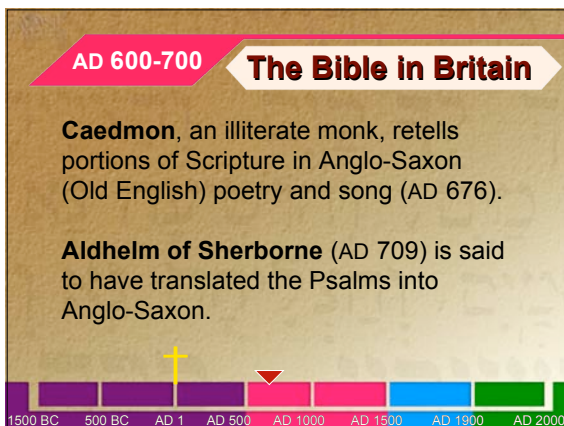 AD 600-700
The Bible in Britain
Caedmon, an illiterate monk, retells
portions of Scripture in Anglo-Saxon
(Old English) poetry and song (AD 676).
Aldhelm of Sherborne (AD 709) is said
to have translated the Psalms into
Anglo-Saxon.
1500 BC 500 BC AD 1 AD 500 AD 1000 AD 1500 AD 1900 AD 2000